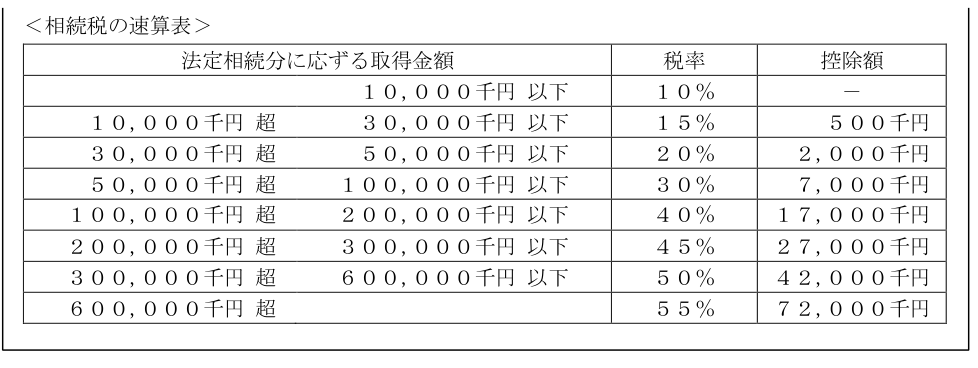 ＜相続税の速算表＞
法定相続分に応ずる取得金額 税率 控除額
１０,０００千円 以下 １０％ －
１０,０００千円 超 ３０,０００千円 以下 １５％ ５００千円
３０,０００千円 超 ５０,０００千円 以下 ２０％ ２,０００千円
５０,０００千円 超 １００,０００千円 以下 ３０％ ７,０００千円
１００,０００千円 超 ２００,０００千円 以下 ４０％ １７,０００千円
２００,０００千円 超 ３００,０００千円 以下 ４５％ ２７,０００千円
３００,０００千円 超 ６００,０００千円 以下 ５０％ ４２,０００千円
６００,０００千円 超 ５５％ ７２,０００千円